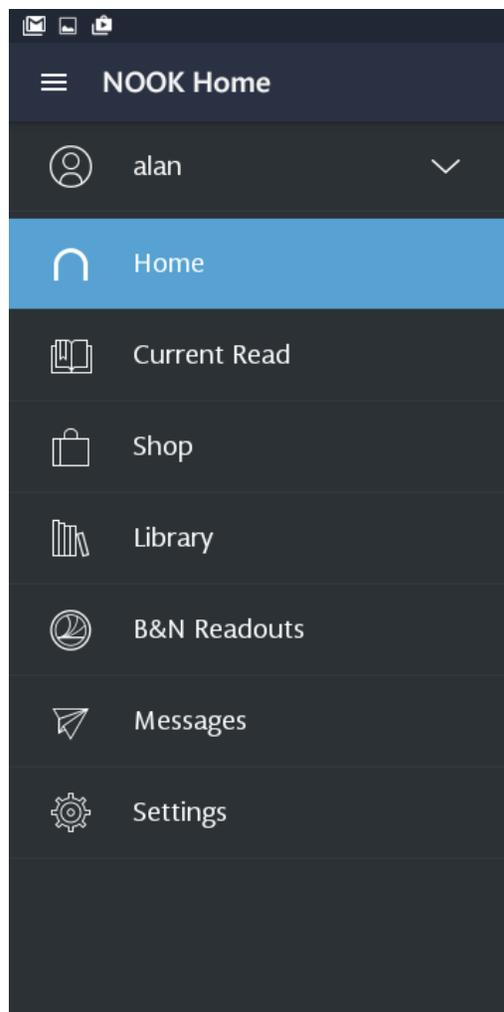 NOOK Home
alan
Home
Current Read
Shop
Library
B&N Readouts
Messages
Settings